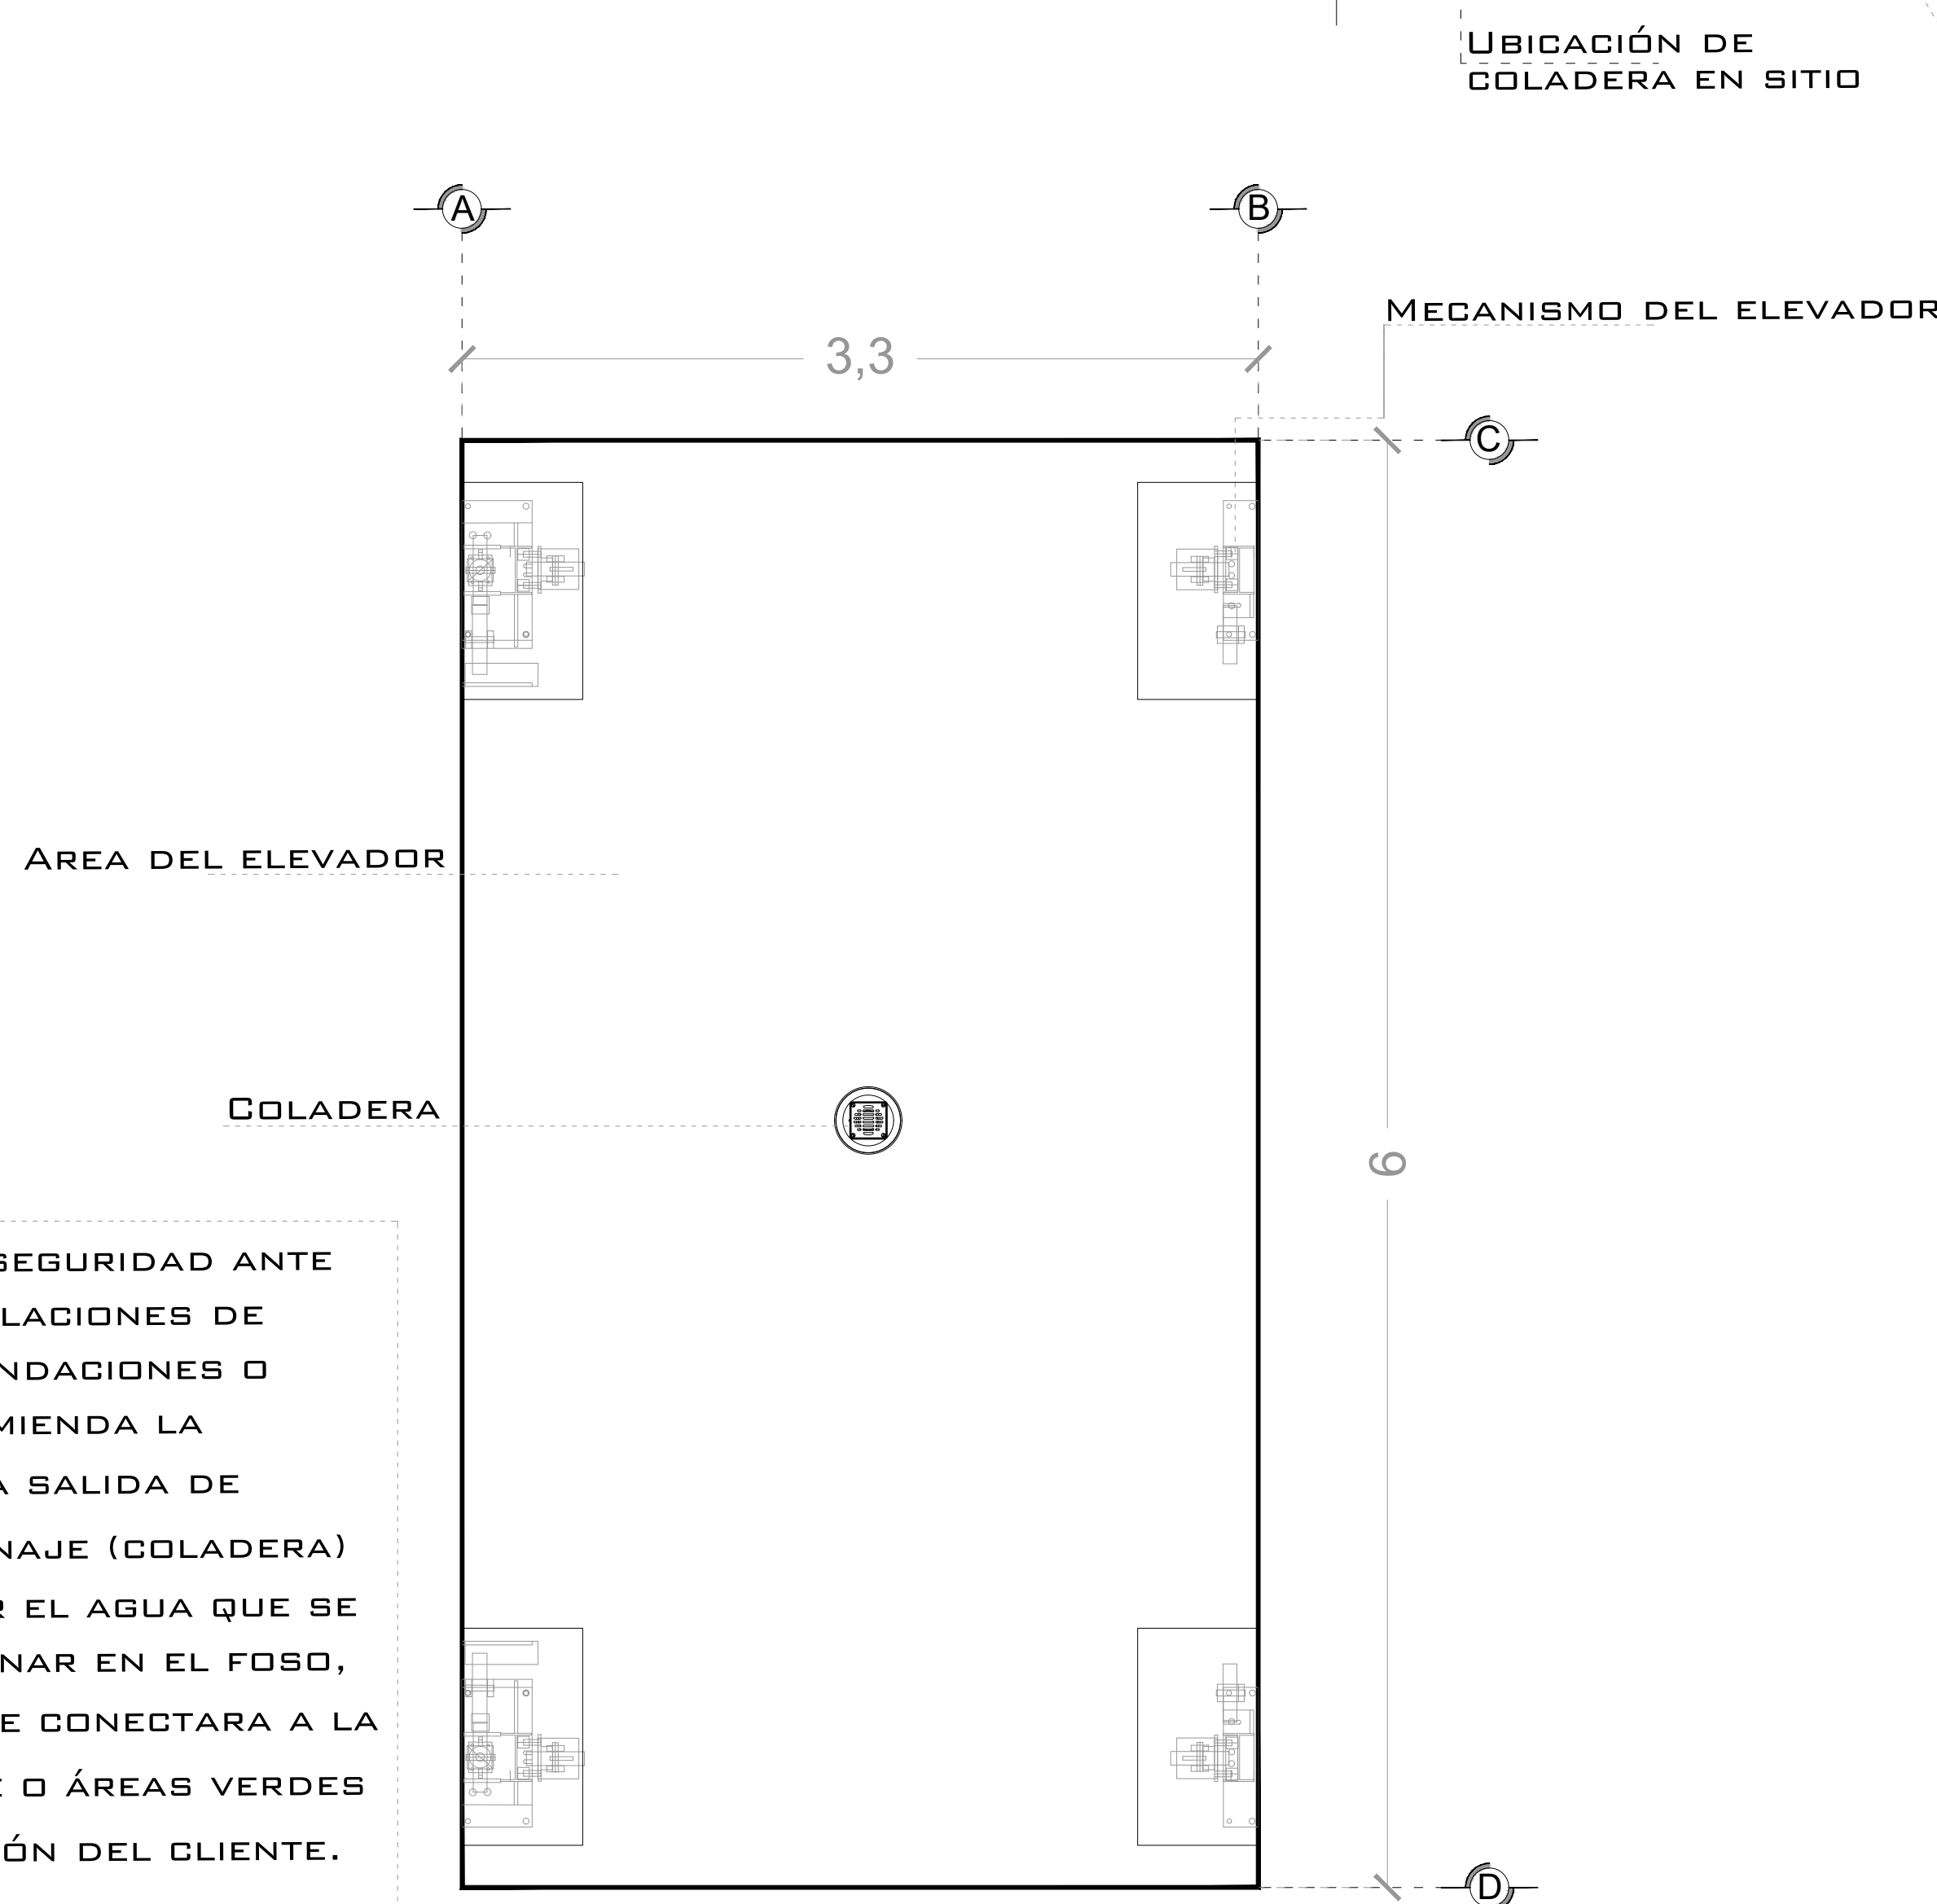 Ubicación de
coladera en sitio
A
B
Mecanismo del elevador
3,3
C
Area del elevador
Coladera
6
seguridad ante
laciones de
ndaciones o
mienda la
a salida de
naje (coladera)
r el agua que se
nar en el foso,
e conectara a la
e o áreas verdes
ón del cliente.
D